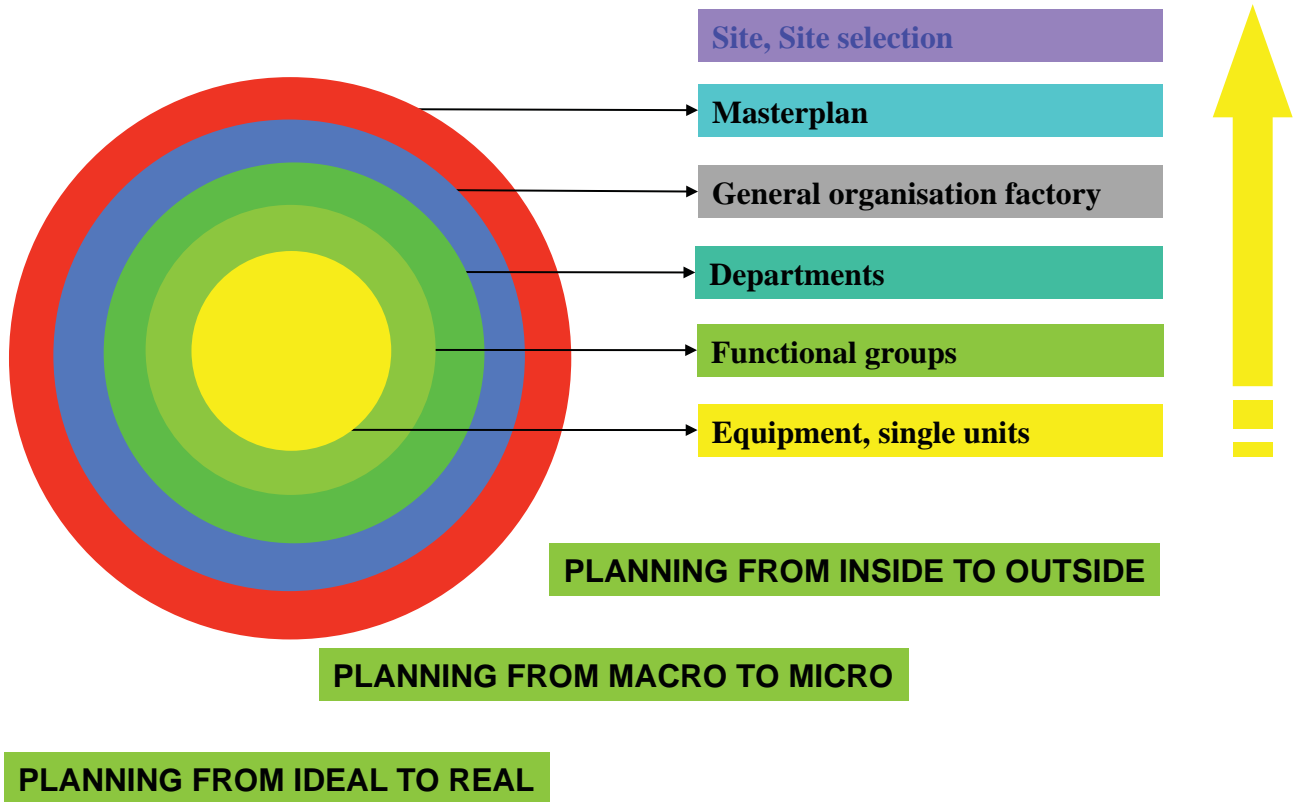 Site, Site selection
Masterplan
General organisation factory
Departments
Functional groups
Equipment, single units
PLANNING FROM INSIDE TO OUTSIDE
PLANNING FROM MACRO TO MICRO
PLANNING FROM IDEAL TO REAL